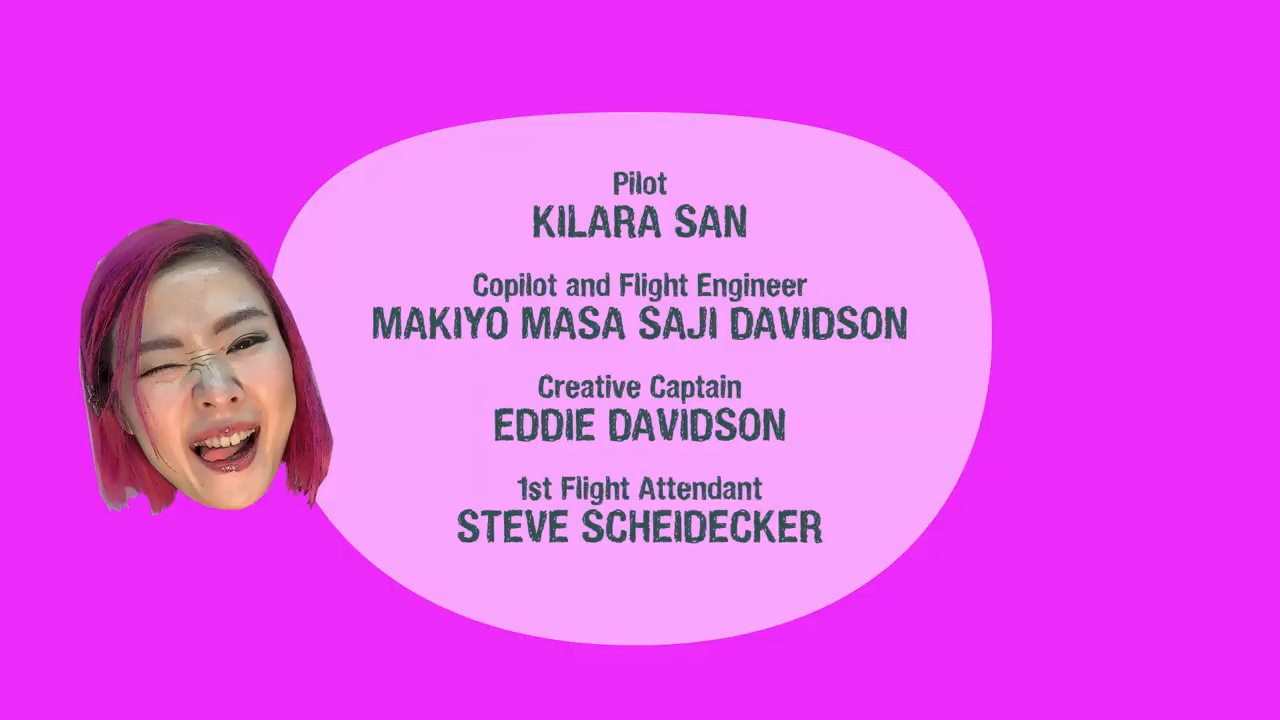 Pilot
KILARA SAN
Copilot and Flight Engineer
MAKIYO MASA SAJI DAVIDSON
Creative Captain
EDDIE DAVIDSON
1st Flight Attendant
STEVE SCHEIDECKER